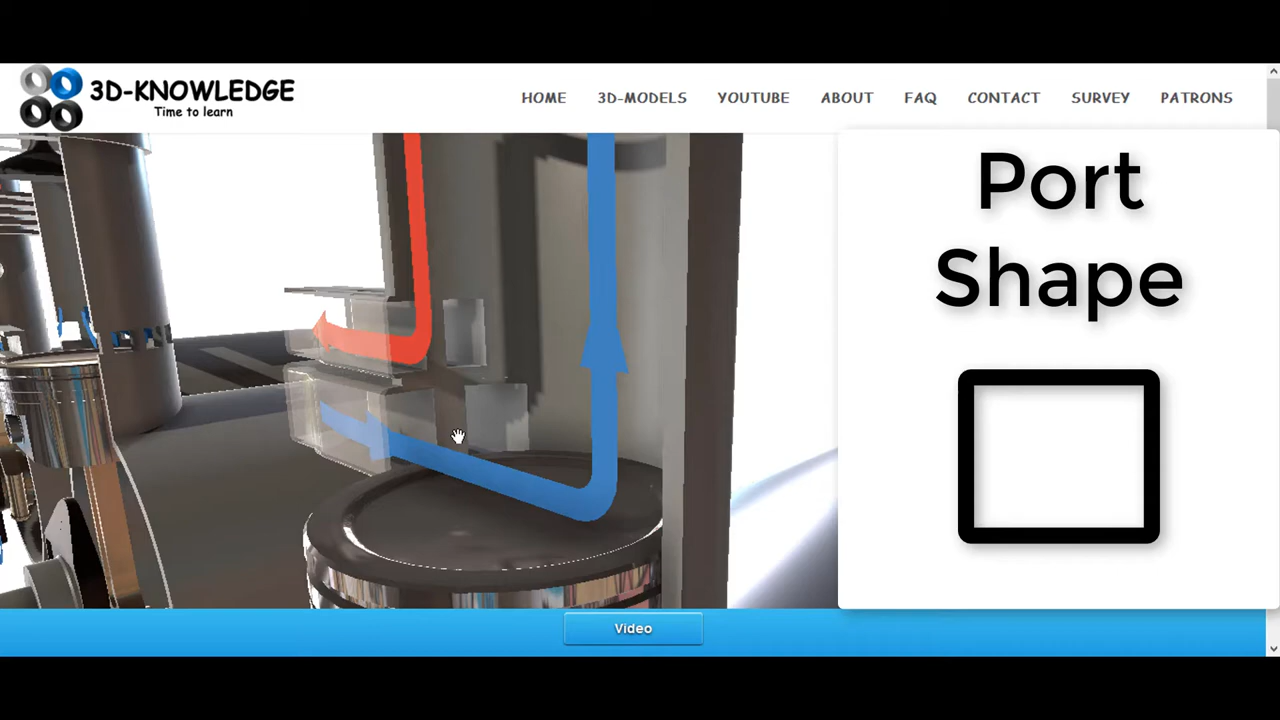 3D-KNOWLEDGE
Time to learn
HOME 3D-MODELS YOUTUBE ABOUT FAQ CONTACT SURVEY PATRONS
Port
Shape
Video